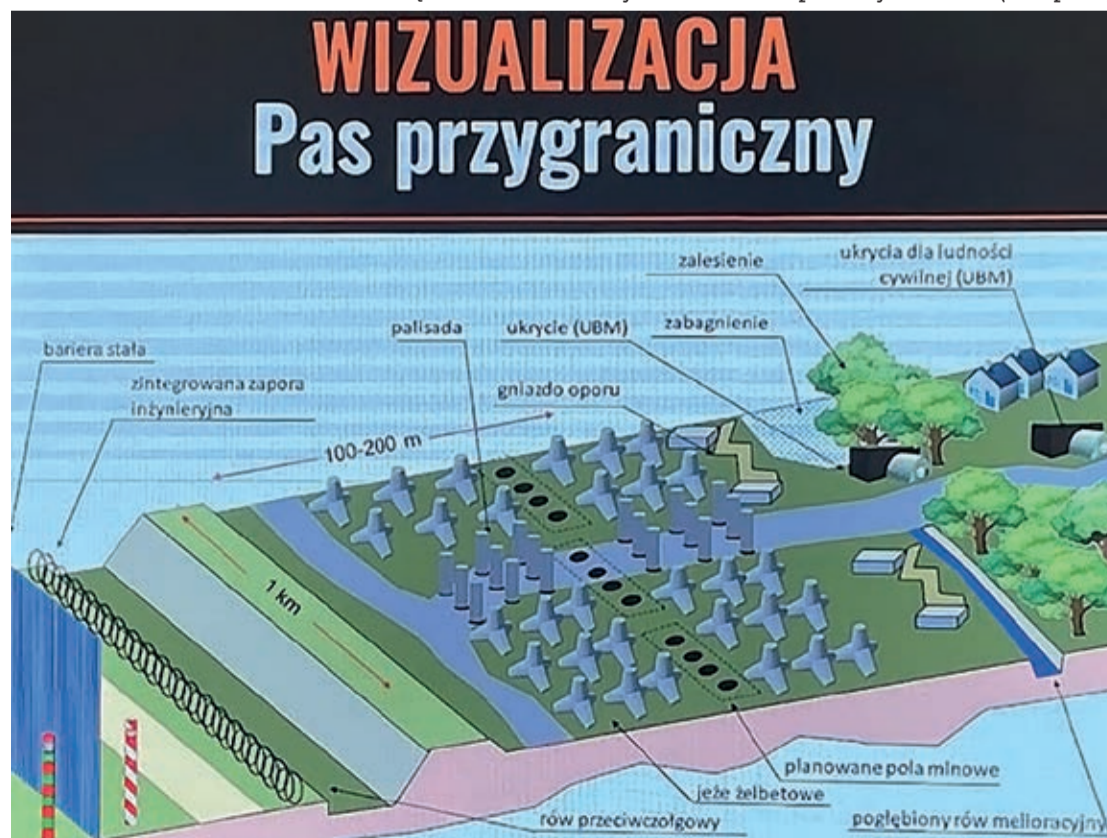 WIZUALIZACJA
Pas przygraniczny
zalesienie
ukrycia dla ludności
cywilnej (UBM)
palisada
ukrycie (UBM)
zabagnienie
bariera stała
zintegrowana zapora
inżynieryjna
gniazdo oporu
100-200 m
1 km
planowane pola minowe
jeże żelbetowe
rów przeciwczołgowy
pogłębiony rów melioracyjny